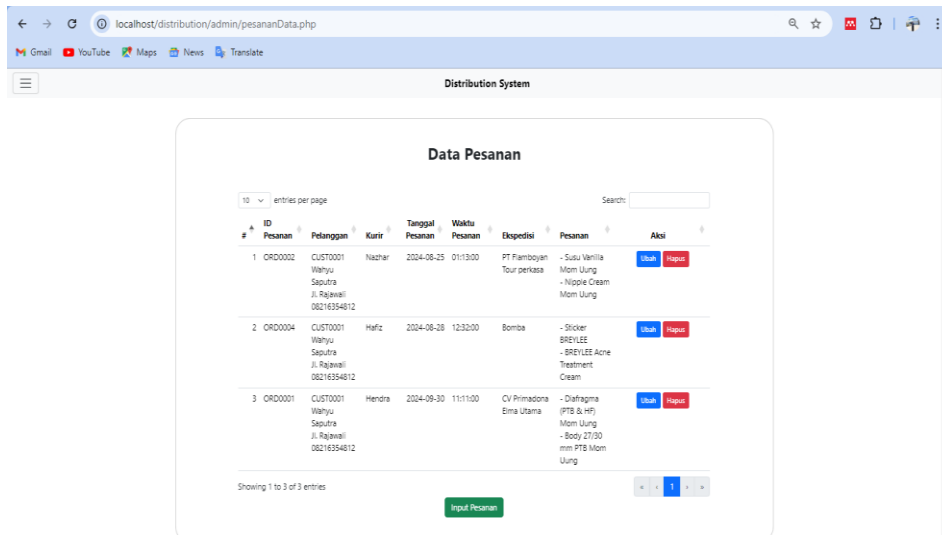 localhost/distribution/admin/pesananData.php
Gmail YouTube Maps News Translate
Distribution System
Data Pesanan
10 entries per page
Search:
# ID Pesanan Pelanggan Kurir Tanggal Pesanan Waktu Pesanan Ekspedisi Pesanan Aksi
1 ORD0002 CUST0001 Nazhar 2024-08-25 01:13:00 PT Flamboyan - Susu Vanilla Ubah Hapus
Wahyu Tour perkasa Mom Uung
Saputra - Nipple Cream
Jl. Rajawali Mom Uung
08216354812
2 ORD0004 CUST0001 Hafiz 2024-08-28 12:32:00 Bomba - Sticker Ubah Hapus
Wahyu BREYLEE
Saputra - BREYLEE Acne
Jl. Rajawali Treatment
08216354812 Cream
3 ORD0001 CUST0001 Hendra 2024-09-30 11:11:00 CV Primadona - Diafragma Ubah Hapus
Wahyu Eima Utama (PTB & HF)
Saputra Mom Uung
Jl. Rajawali - Body 27/30
08216354812 mm PTB Mom
Uung
Showing 1 to 3 of 3 entries
« ‹ 1 › »
Input Pesanan